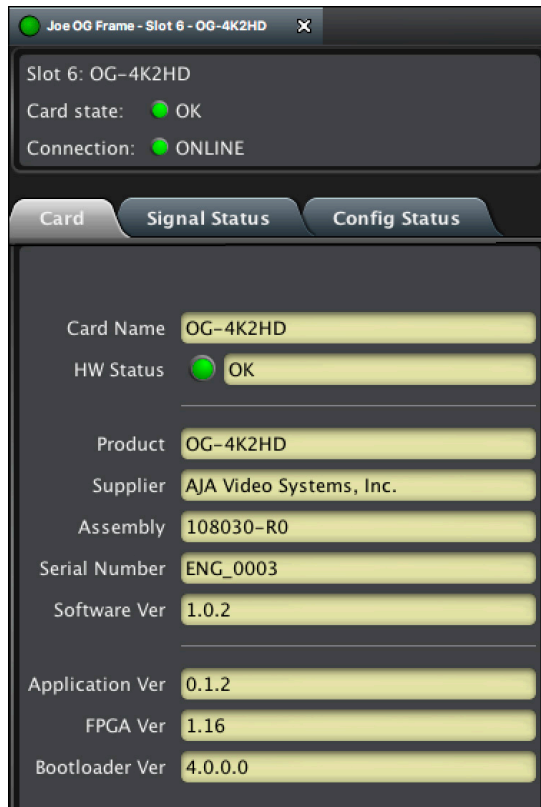 Joe OG Frame - Slot 6 - OG-4K2HD
Slot 6: OG-4K2HD
Card state: OK
Connection: ONLINE
Card Signal Status Config Status
Card Name OG-4K2HD
HW Status OK
Product OG-4K2HD
Supplier AJA Video Systems, Inc.
Assembly 108030-R0
Serial Number ENG_0003
Software Ver 1.0.2
Application Ver 0.1.2
FPGA Ver 1.16
Bootloader Ver 4.0.0.0